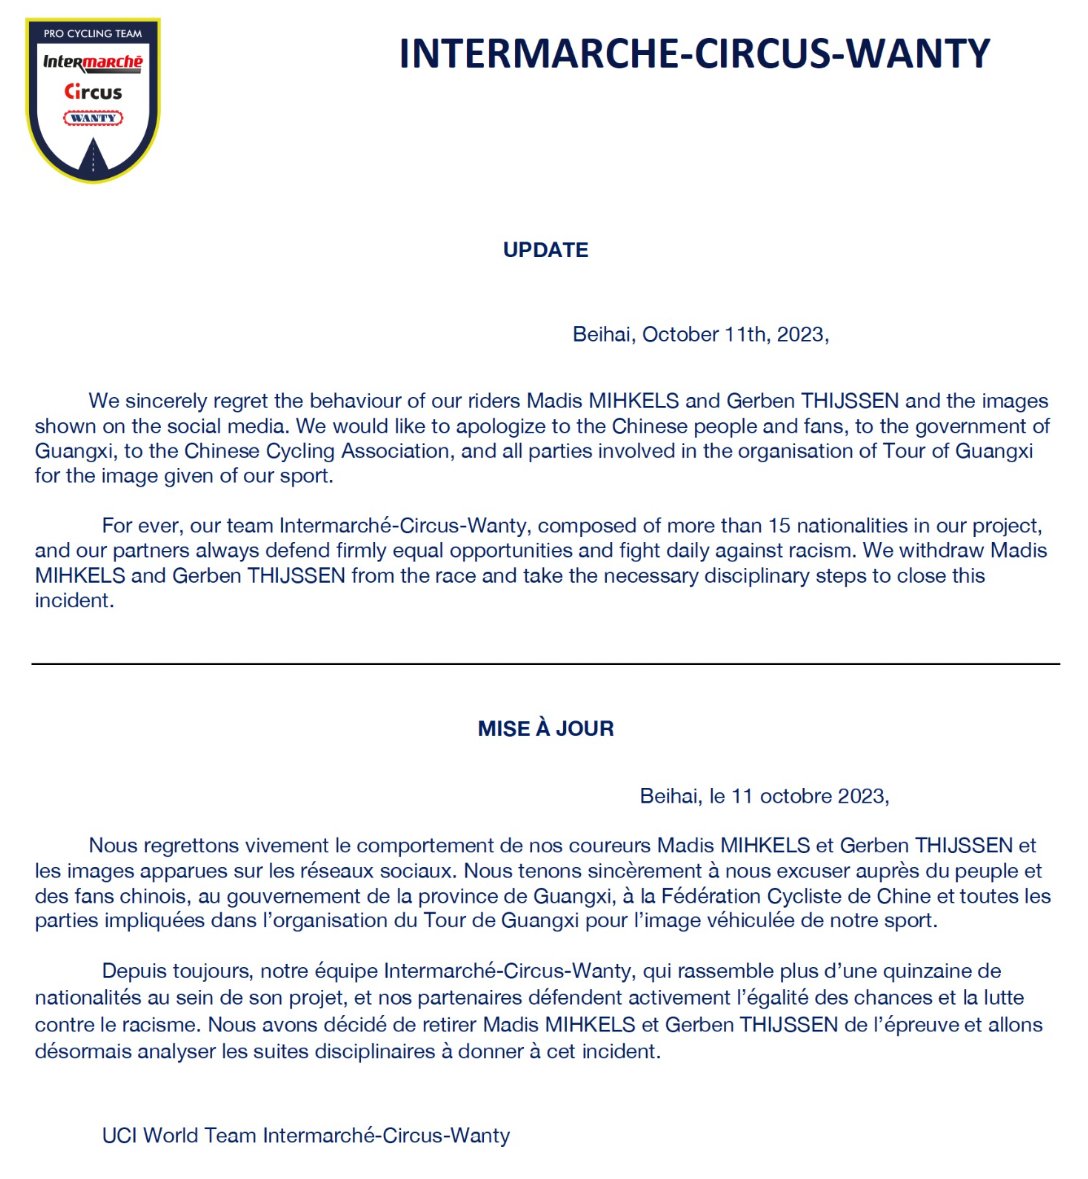 PRO CYCLING TEAM
Intermarché
Circus
WANTY
INTERMARCHE-CIRCUS-WANTY
UPDATE
Beihai, October 11th, 2023,
We sincerely regret the behaviour of our riders Madis MIHKELS and Gerben THIJSSEN and the images
shown on the social media. We would like to apologize to the Chinese people and fans, to the government of
Guangxi, to the Chinese Cycling Association, and all parties involved in the organisation of Tour of Guangxi
for the image given of our sport.
For ever, our team Intermarché-Circus-Wanty, composed of more than 15 nationalities in our project,
and our partners always defend firmly equal opportunities and fight daily against racism. We withdraw Madis
MIHKELS and Gerben THIJSSEN from the race and take the necessary disciplinary steps to close this
incident.
MISE À JOUR
Beihai, le 11 octobre 2023,
Nous regrettons vivement le comportement de nos coureurs Madis MIHKELS et Gerben THIJSSEN et
les images apparues sur les réseaux sociaux. Nous tenons sincèrement à nous excuser auprès du peuple et
des fans chinois, au gouvernement de la province de Guangxi, à la Fédération Cycliste de Chine et toutes les
parties impliquées dans l'organisation du Tour de Guangxi pour l'image véhiculée de notre sport.
Depuis toujours, notre équipe Intermarché-Circus-Wanty, qui rassemble plus d'une quinzaine de
nationalités au sein de son projet, et nos partenaires défendent activement l'égalité des chances et la lutte
contre le racisme. Nous avons décidé de retirer Madis MIHKELS et Gerben THIJSSEN de l'épreuve et allons
désormais analyser les suites disciplinaires à donner à cet incident.
UCI World Team Intermarché-Circus-Wanty